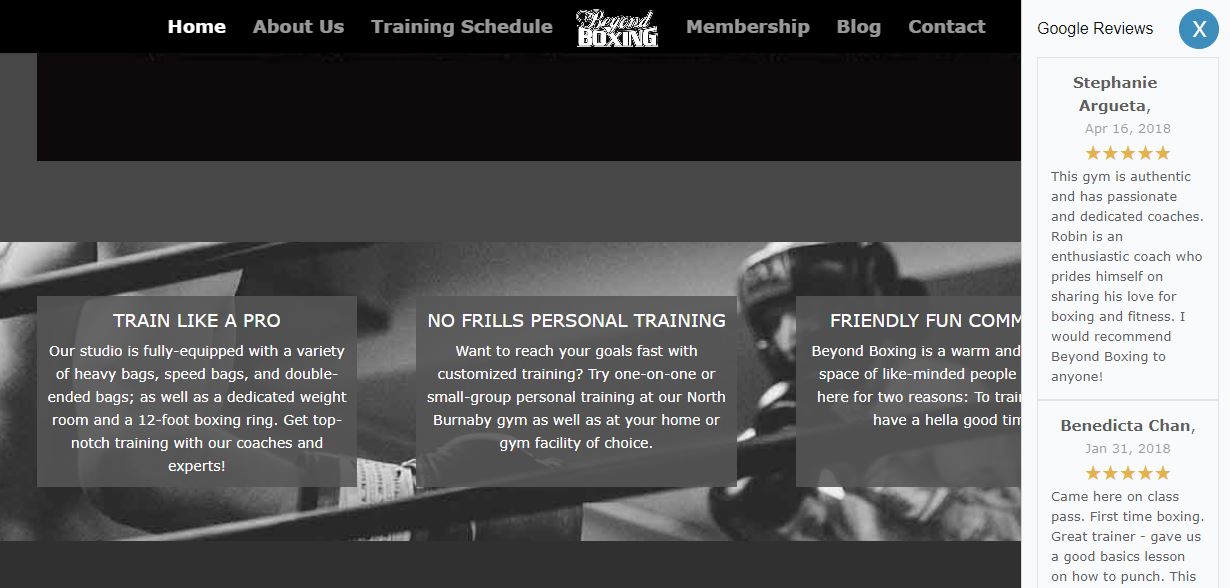 Home About Us Training Schedule Beyond BOXING Membership Blog Contact
TRAIN LIKE A PRO
Our studio is fully-equipped with a variety
of heavy bags, speed bags, and double-
ended bags; as well as a dedicated weight
room and a 12-foot boxing ring. Get top-
notch training with our coaches and
experts!
NO FRILLS PERSONAL TRAINING
Want to reach your goals fast with
customized training? Try one-on-one or
small-group personal training at our North
Burnaby gym as well as at your home or
gym facility of choice.
FRIENDLY FUN COMM
Beyond Boxing is a warm and
space of like-minded people
here for two reasons: To train
have a hella good tim
Google Reviews X
Stephanie
Argueta,
Apr 16, 2018
★★★★★
This gym is authentic
and has passionate
and dedicated coaches.
Robin is an
enthusiastic coach who
prides himself on
sharing his love for
boxing and fitness. I
would recommend
Beyond Boxing to
anyone!
Benedicta Chan,
Jan 31, 2018
★★★★★
Came here on class
pass. First time boxing.
Great trainer - gave us
a good basics lesson
on how to punch. This